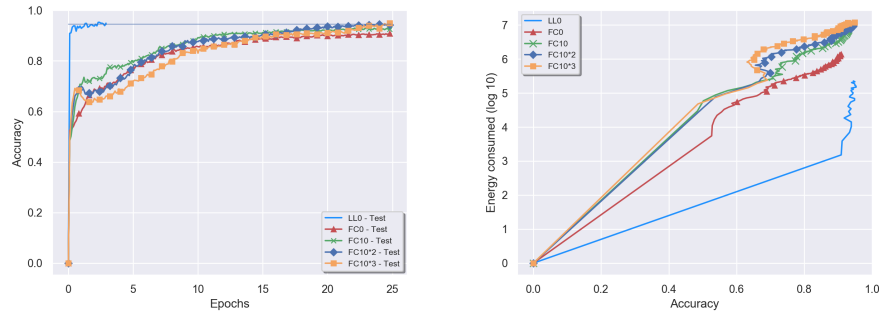 1.0
0.8
0.6
0.4
0.2
0.0
Accuracy
0
5
10
15
20
25
Epochs
LL0 - Test
FC0 - Test
FC10 - Test
FC10*2 - Test
FC10*3 - Test
7
6
5
4
3
2
1
0
Energy consumed (log 10)
0.0
0.2
0.4
0.6
0.8
1.0
Accuracy
LL0
FC0
FC10
FC10*2
FC10*3